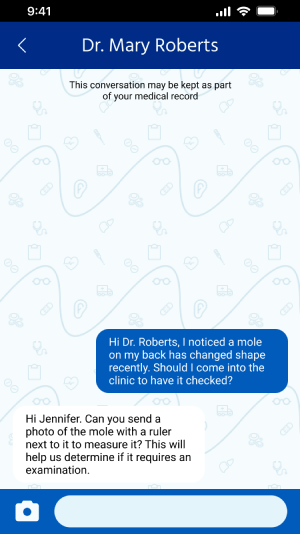 9:41
Dr. Mary Roberts
This conversation may be kept as part
of your medical record
Hi Dr. Roberts, I noticed a mole
on my back has changed shape
recently. Should I come into the
clinic to have it checked?
Hi Jennifer. Can you send a
photo of the mole with a ruler
next to it to measure it? This will
help us determine if it requires an
examination.